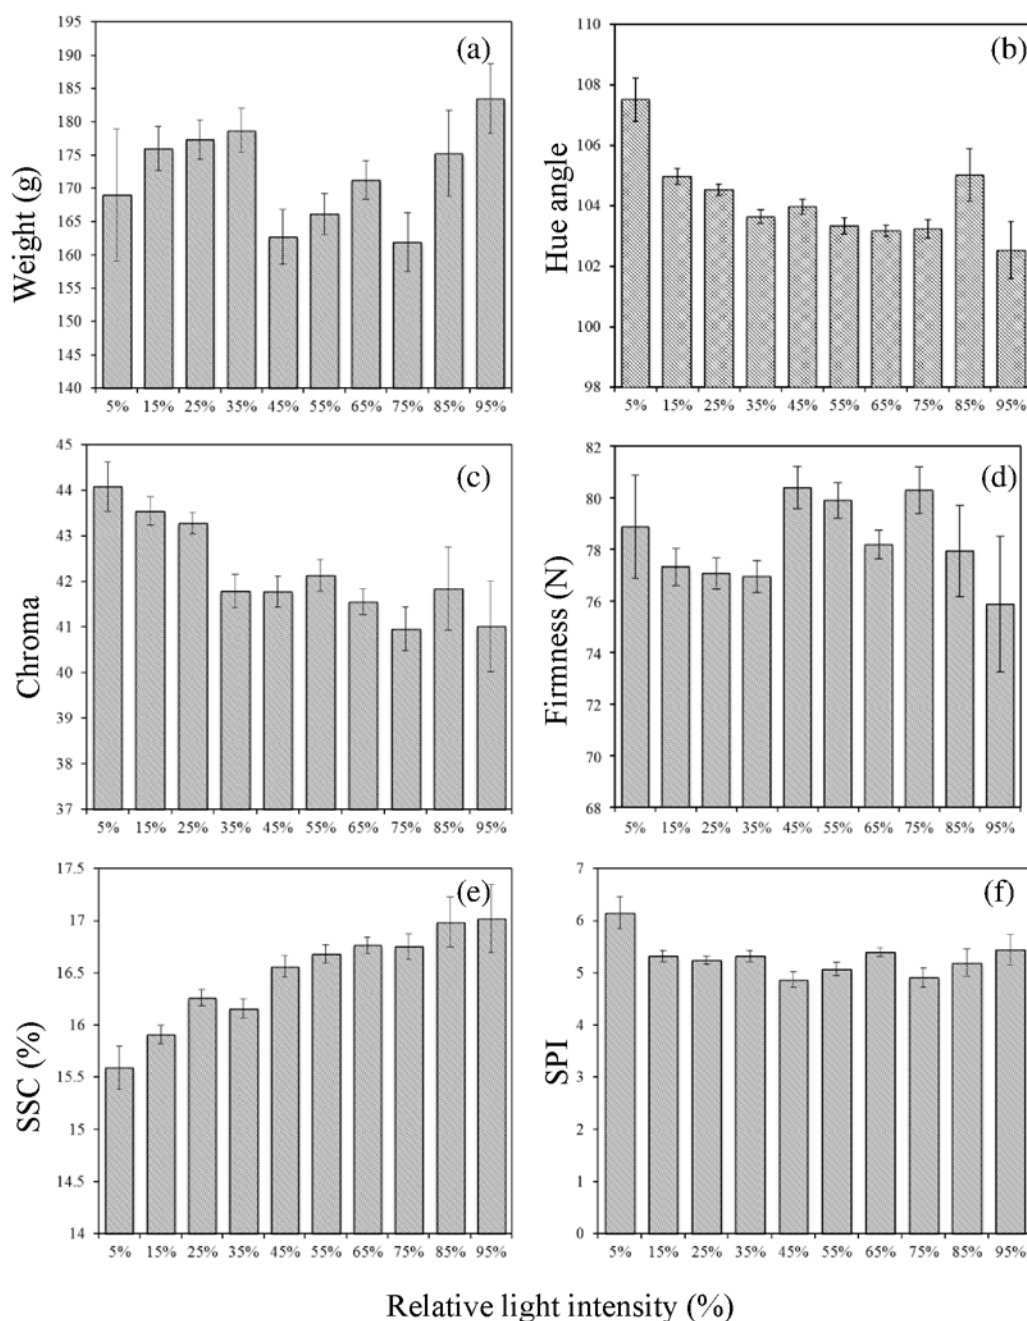 (a)
Weight (g)
195
190
185
180
175
170
165
160
155
150
145
140
5% 15% 25% 35% 45% 55% 65% 75% 85% 95%
(b)
Hue angle
110
108
106
104
102
100
98
5% 15% 25% 35% 45% 55% 65% 75% 85% 95%
(c)
Chroma
45
44
43
42
41
40
39
38
37
5% 15% 25% 35% 45% 55% 65% 75% 85% 95%
(d)
Firmness (N)
82
80
78
76
74
72
70
68
5% 15% 25% 35% 45% 55% 65% 75% 85% 95%
(e)
SSC (%)
17.5
17
16.5
16
15.5
15
14.5
14
5% 15% 25% 35% 45% 55% 65% 75% 85% 95%
(f)
SPI
7
6
5
4
3
2
1
0
5% 15% 25% 35% 45% 55% 65% 75% 85% 95%
Relative light intensity (%)